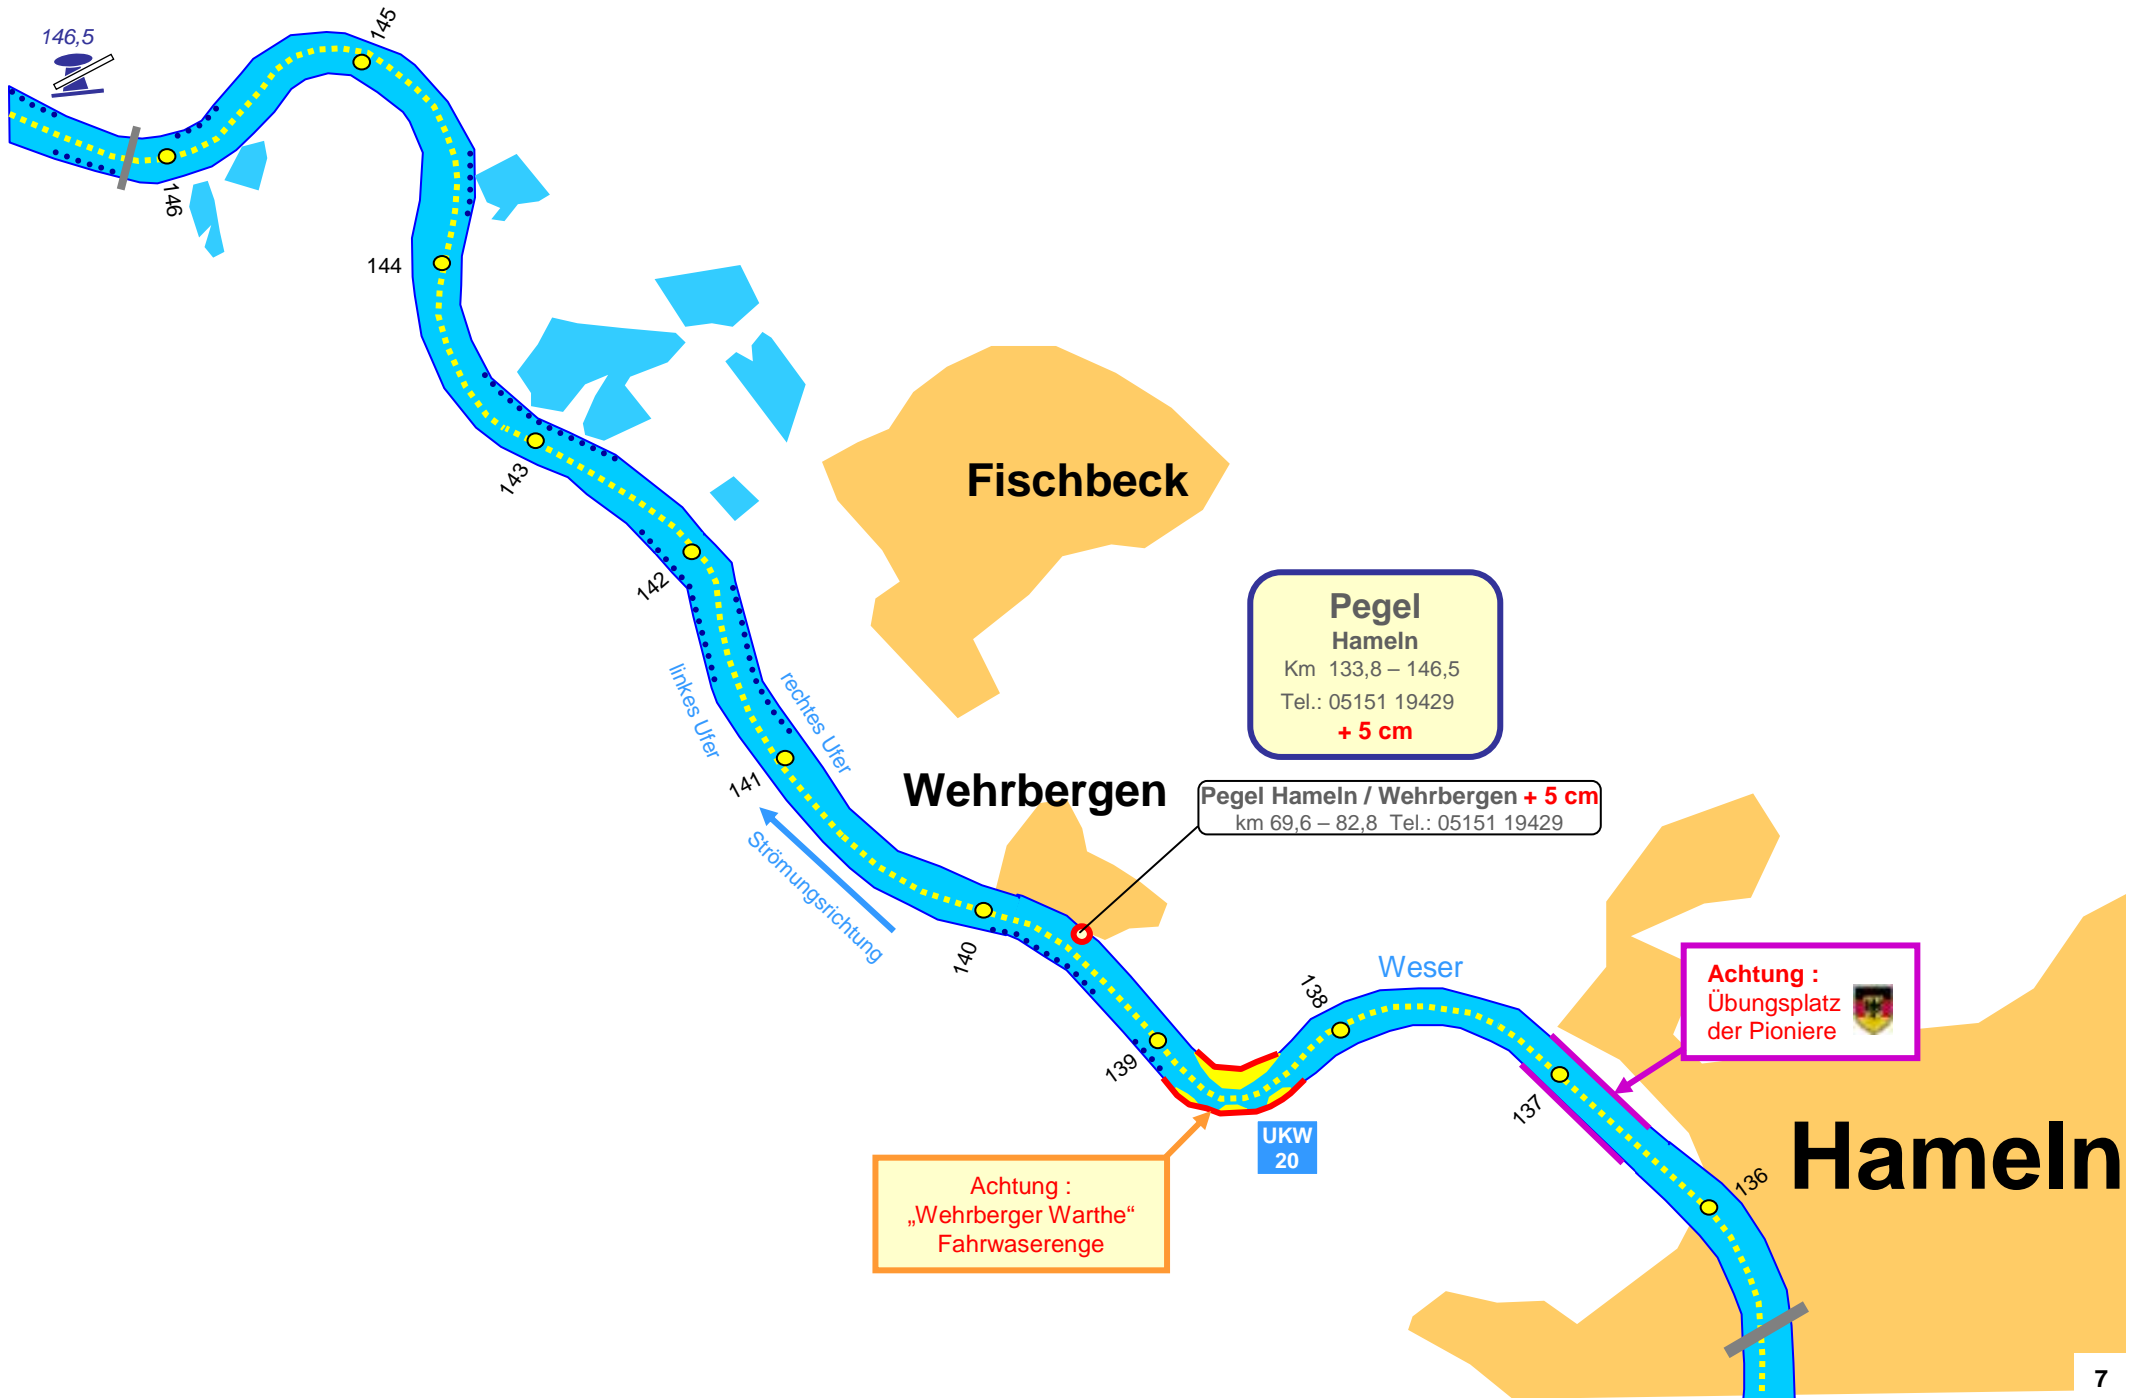 146,5
145
146
144
143
142
Fischbeck
Pegel
Hameln
Km 133,8 – 146,5
Tel.: 05151 19429
+ 5 cm
linkes Ufer
rechtes Ufer
141
Strömungsrichtung
Wehrbergen
Pegel Hameln / Wehrbergen + 5 cm
km 69,6 – 82,8 Tel.: 05151 19429
140
139
138
Weser
Achtung :
Übungsplatz
der Pioniere
137
136
Hameln
UKW
20
Achtung :
„Wehrberger Warthe“
Fahrwaserenge
7